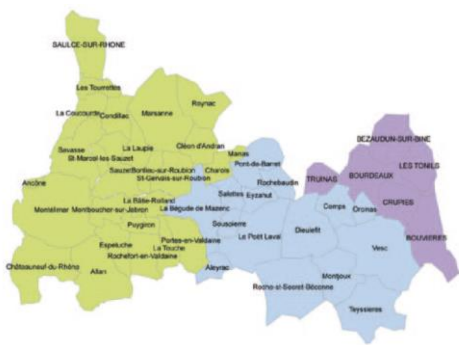 SAULCE-SUR-RHONE
Les Tourrettes
La Coucourde
Condillac
Marsanne
Roynac
Savasse
La Laupie
Cléon d'Andran
St-Marcel-les Sauzet
Manas
Pont-de-Barret
Sauzet
Bonlieu-sur-Roubion
Charols
St-Gervais-sur-Roubion
Rochebaudin
BEZAUDUN-SUR-BINE
LES TONILS
TRUINAS
BOURDEAUX
Ancône
Salettes
Eyzahut
La Bâtie-Rolland
La Bégude de Mazenc
Montélimar
Montboucher-sur-Jabron
CRUPIES
Comps
Orcinas
Puygiron
Souspierre
Portes-en-Valdaine
Le Poët Laval
Dieulefit
BOUVIERES
Espeluche
La Touche
Vesc
Rochefort-en-Valdaine
Châteauneuf-du-Rhône
Allan
Aleyrac
Montjoux
Roche-st-Secret-Béconne
Teyssieres